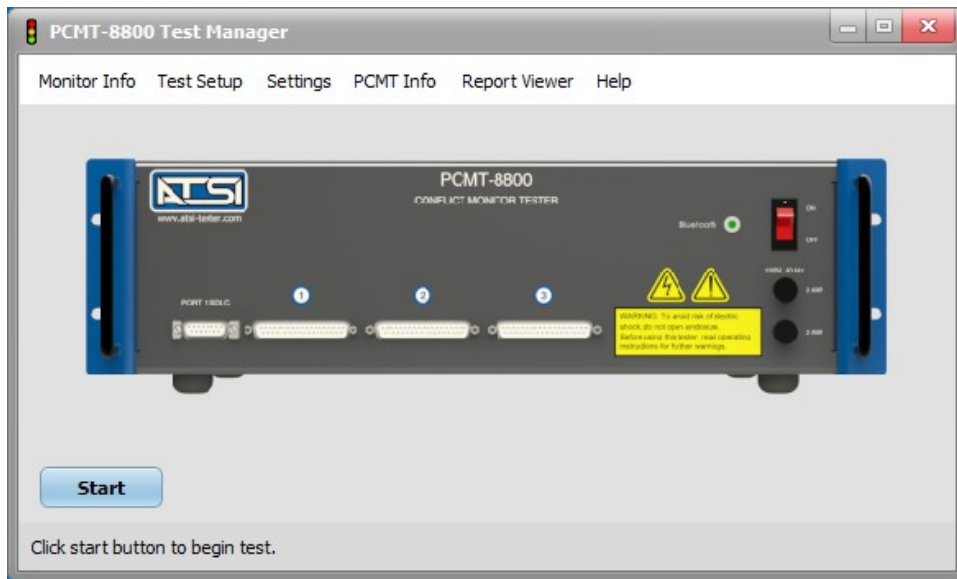 PCMT-8800 Test Manager
Monitor Info Test Setup Settings PCMT Info Report Viewer Help
ATSI
www.atsi-tester.com
PCMT-8800
CONFLICT MONITOR TESTER
Bluetooth
ON
OFF
PORT 1 SDLC
1
2
3
2 AMP
WARNING: To avoid risk of electric
shock, do not open enclosure.
Before using this tester, read operating
instructions for futher warnings.
2 AMP
Start
Click start button to begin test.